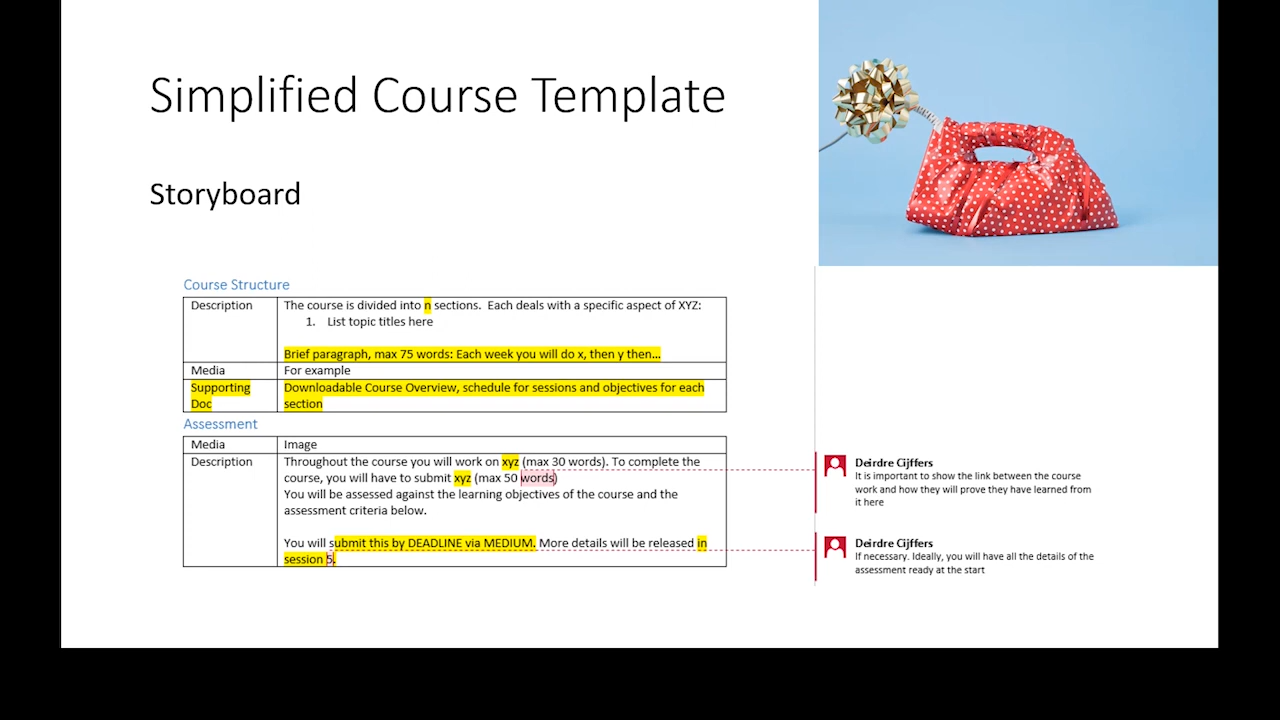 Simplified Course Template
Storyboard
Course Structure
Description
The course is divided into n sections. Each deals with a specific aspect of XYZ:
1. List topic titles here
Brief paragraph, max 75 words: Each week you will do x, then y then...
Media
For example
Supporting
Doc
Downloadable Course Overview, schedule for sessions and objectives for each
section
Assessment
Media
Image
Description
Throughout the course you will work on xyz (max 30 words). To complete the
course, you will have to submit xyz (max 50 words)
You will be assessed against the learning objectives of the course and the
assessment criteria below.
You will submit this by DEADLINE via MEDIUM. More details will be released in
session 5.
Deirdre Cijffers
It is important to show the link between the course
work and how they will prove they have learned from
it here
Deirdre Cijffers
If necessary. Ideally, you will have all the details of the
assessment ready at the start